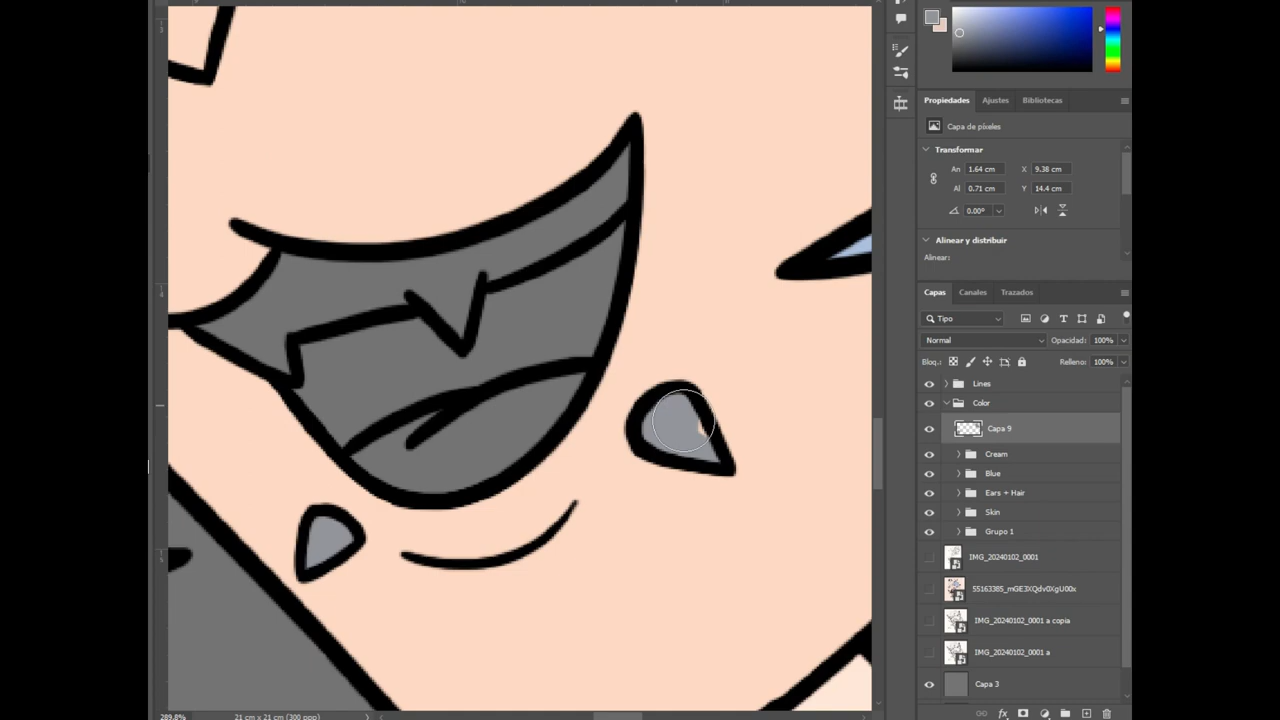 Propiedades Ajustes Bibliotecas
Capa de píxeles
Transformar
An 1.64 cm X 9.38 cm
Al 0.71 cm Y 14.4 cm
0.00°
Alinear y distribuir
Alinear:
Capas Canales Trazados
Tipo
Normal Opacidad: 100%
Bloq.: Relleno: 100%
Lines
Color
Capa 9
Cream
Blue
Ears + Hair
Skin
Grupo 1
IMG_20240102_0001
55163385_mGE3XQdv0XgU00x
IMG_20240102_0001 a copia
IMG_20240102_0001 a
Capa 3
289.8% 21 cm x 21 cm (300 ppp)